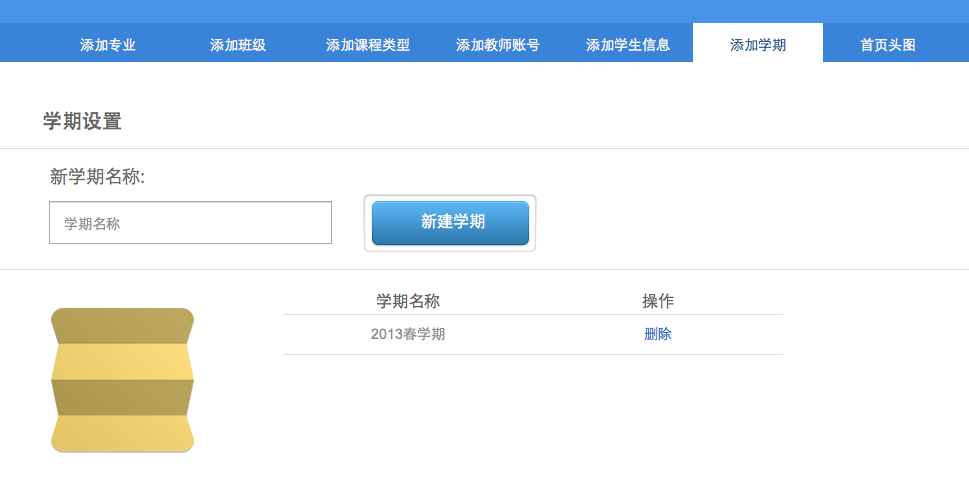 添加专业 添加班级 添加课程类型 添加教师账号 添加学生信息 添加学期 首页头图
学期设置
新学期名称:
学期名称 新建学期
学期名称 操作
2013春学期 删除